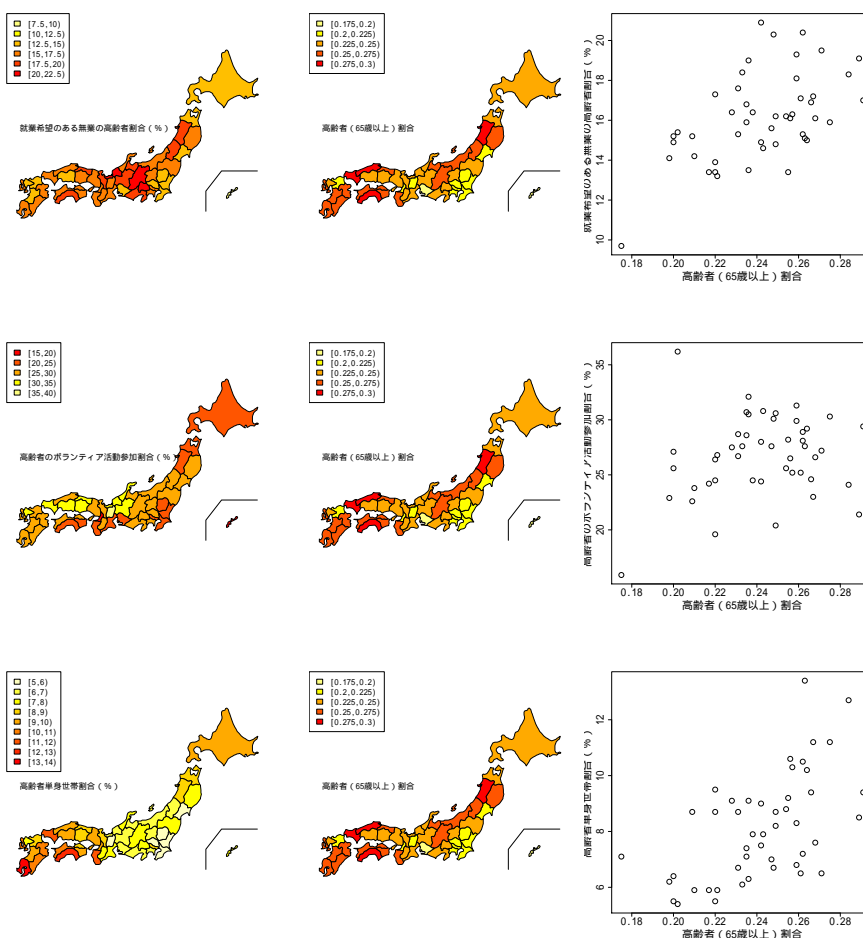 [7.5,10)
[10,12.5)
[12.5,15)
[15,17.5)
[17.5,20)
[20,22.5)
就業希望のある無業の高齢者割合(%)
[0.175,0.2)
[0.2,0.225)
[0.225,0.25)
[0.25,0.275)
[0.275,0.3)
高齢者(65歳以上)割合
就業希望のある無業の高齢者割合(%)
10 12 14 16 18 20
0.18 0.20 0.22 0.24 0.26 0.28
高齢者(65歳以上)割合
[15,20)
[20,25)
[25,30)
[30,35)
[35,40)
高齢者のボランティア活動参加割合(%)
[0.175,0.2)
[0.2,0.225)
[0.225,0.25)
[0.25,0.275)
[0.275,0.3)
高齢者(65歳以上)割合
高齢者のボランティア活動参加割合(%)
20 25 30 35
0.18 0.20 0.22 0.24 0.26 0.28
高齢者(65歳以上)割合
[5,6)
[6,7)
[7,8)
[8,9)
[9,10)
[10,11)
[11,12)
[12,13)
[13,14)
高齢者単身世帯割合(%)
[0.175,0.2)
[0.2,0.225)
[0.225,0.25)
[0.25,0.275)
[0.275,0.3)
高齢者(65歳以上)割合
高齢者単身世帯割合(%)
6 8 10 12
0.18 0.20 0.22 0.24 0.26 0.28
高齢者(65歳以上)割合